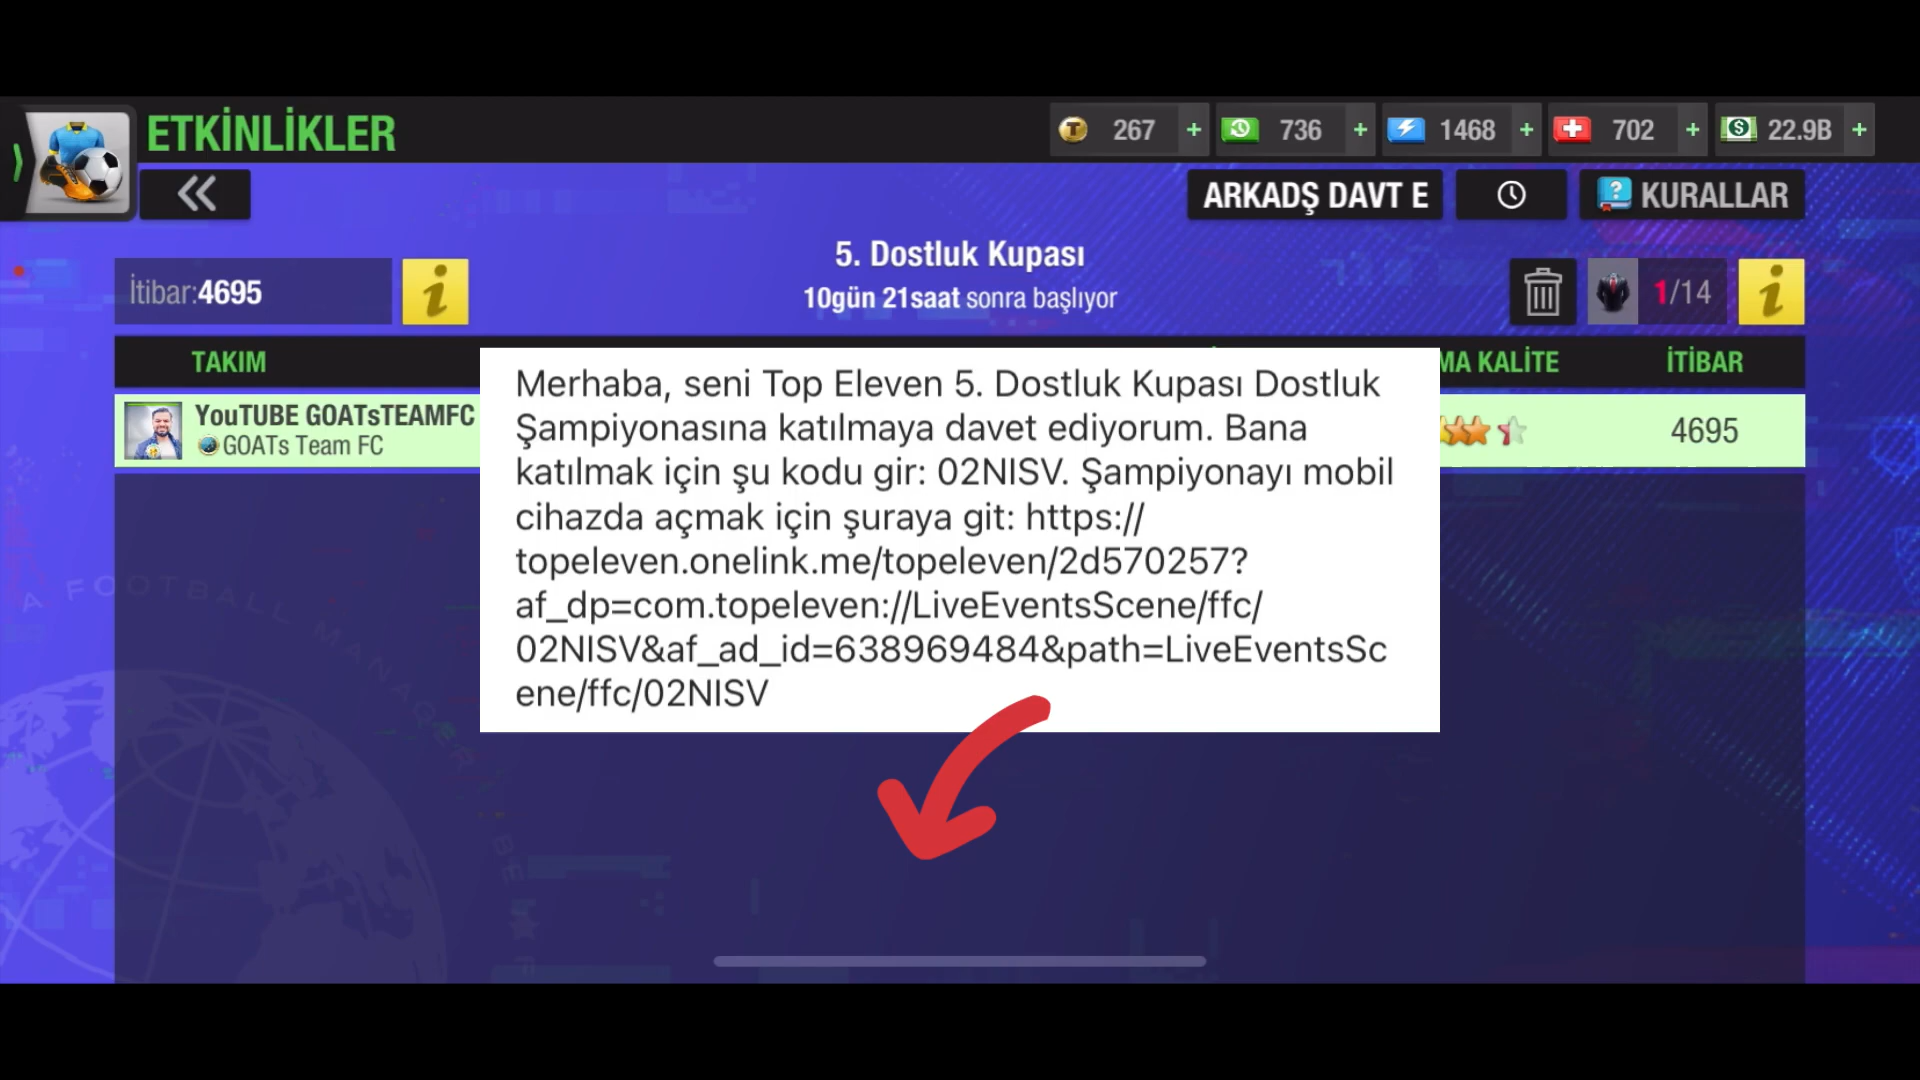 ETKİNLİKLER
267
736
1468
702
22.9B
ARKADŞ DAVT E
KURALLAR
5. Dostluk Kupası
10gün 21saat sonra başlıyor
İtibar:4695
1/14
TAKIM
MA KALİTE
İTİBAR
YouTUBE GOATsTEAMFC
GOATs Team FC
4695
Merhaba, seni Top Eleven 5. Dostluk Kupası Dostluk
Şampiyonasına katılmaya davet ediyorum. Bana
katılmak için şu kodu gir: 02NISV. Şampiyonayı mobil
cihazda açmak için şuraya git: https://
topeleven.onelink.me/topeleven/2d570257?
af_dp=com.topeleven://LiveEventsScene/ffc/
02NISV&af_ad_id=638969484&path=LiveEventsSc
ene/ffc/02NISV
A FOOTBALL MANAGER